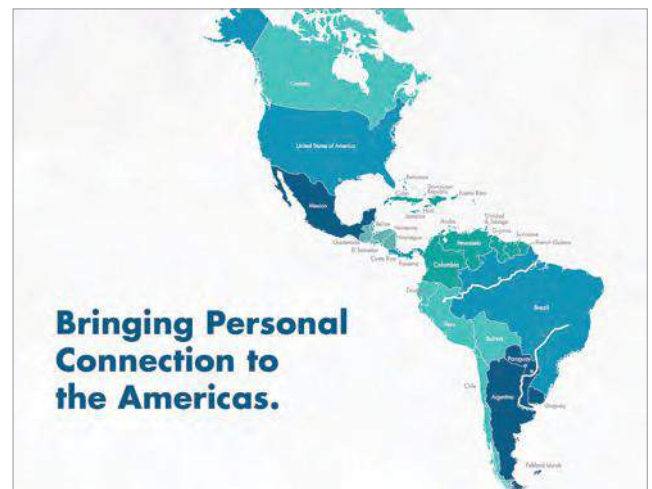 Canada
United States of America
Mexico
Bahamas
Cuba
Dominican
Republic
Puerto Rico
Haiti
Jamaica
Belize
Honduras
Guatemala
El Salvador
Nicaragua
Costa Rica
Panama
Aruba
Trinidad
& Tobago
Guyana
Suriname
French Guiana
Venezuela
Colombia
Peru
Brazil
Bolivia
Paraguay
Chile
Argentina
Uruguay
Falkland Islands
Bringing Personal
Connection to
the Americas.